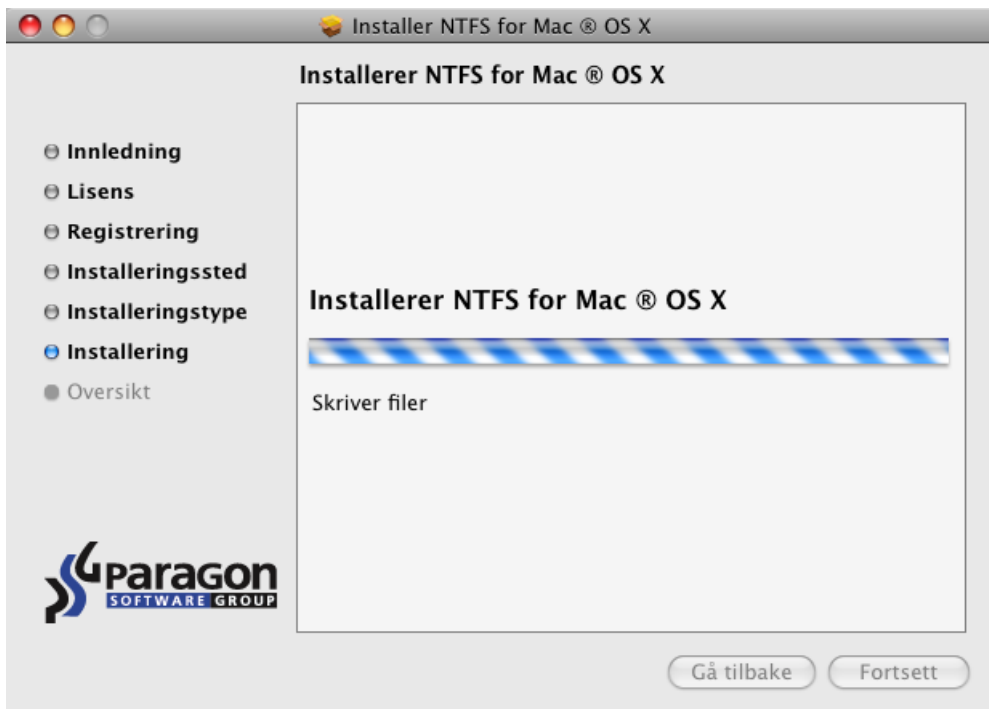 Installer NTFS for Mac ® OS X
Installerer NTFS for Mac ® OS X
Innledning
Lisens
Registrering
Installeringssted
Installeringstype
Installering
Oversikt
Installerer NTFS for Mac ® OS X
Skriver filer
Paragon
SOFTWARE GROUP
Gå tilbake
Fortsett